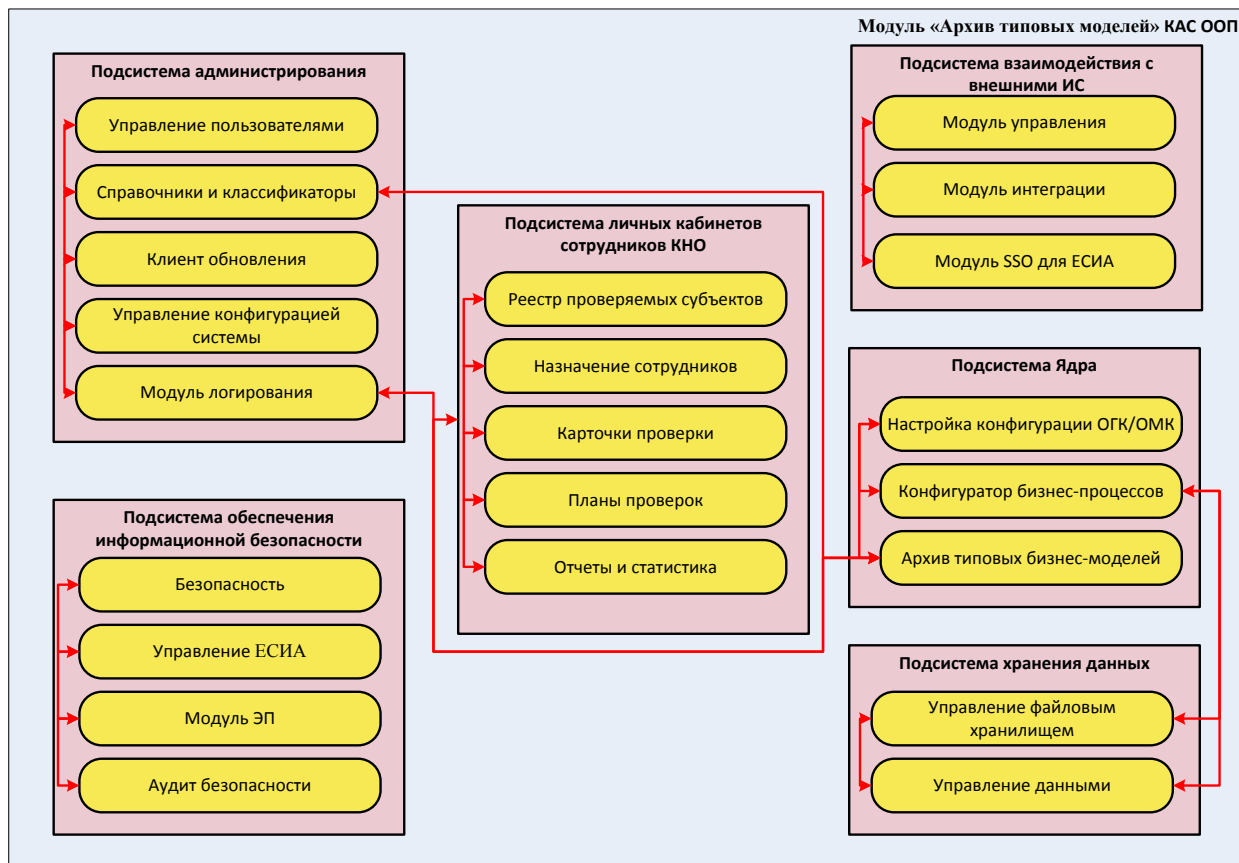 Модуль «Архив типовых моделей» КАС ООП
Подсистема администрирования
Управление пользователями
Справочники и классификаторы
Клиент обновления
Управление конфигурацией
системы
Модуль логирования
Подсистема обеспечения
информационной безопасности
Безопасность
Управление ЕСИА
Модуль ЭП
Аудит безопасности
Подсистема личных кабинетов
сотрудников КНО
Реестр проверяемых субъектов
Назначение сотрудников
Карточки проверки
Планы проверок
Отчеты и статистика
Подсистема взаимодействия с
внешними ИС
Модуль управления
Модуль интеграции
Модуль SSO для ЕСИА
Подсистема Ядра
Настройка конфигурации ОГК/ОМК
Конфигуратор бизнес-процессов
Архив типовых бизнес-моделей
Подсистема хранения данных
Управление файловым
хранилищем
Управление данными